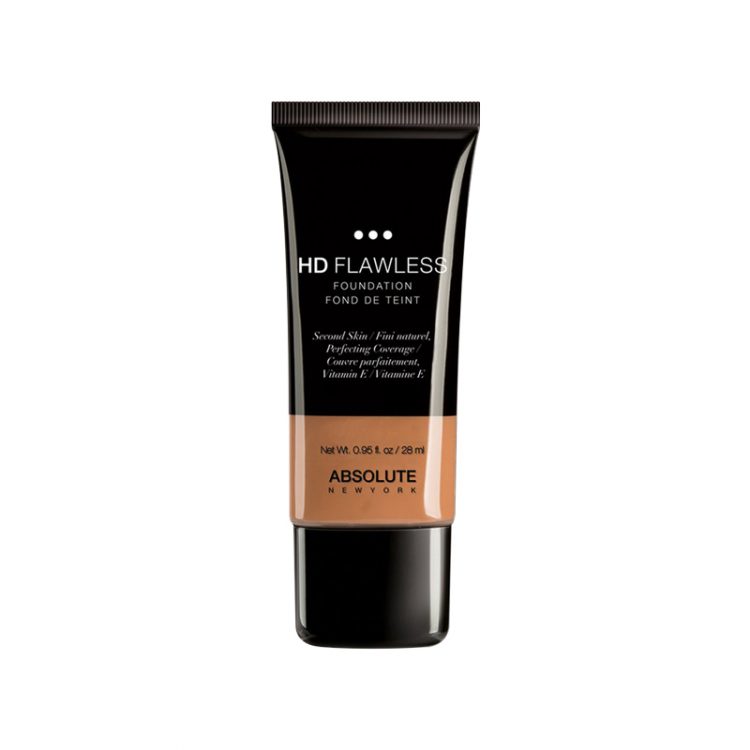 HD FLAWLESS
FOUNDATION
FOND DE TEINT
Second Skin / Fini naturel,
Perfecting Coverage /
Couvre parfaitement,
Vitamin E / Vitamine E
Net Wt. 0.95 fl. oz / 28 ml
ABSOLUTE
NEW YORK